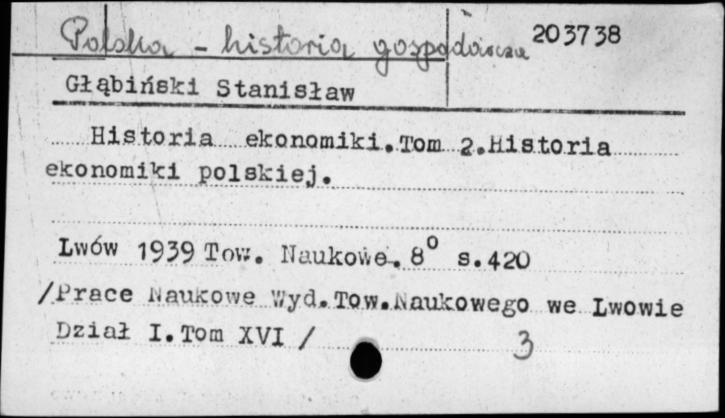 Polska - historia gospodarcza 203738
Głąbiński Stanisław
Historia ekonomiki.Tom 2.Historia
ekonomiki polskiej.
Lwów 1939 Tow. Naukowe. 8⁰ s.420
/Prace Naukowe Wyd.Tow.Naukowego we Lwowie
Dział I.Tom XVI /
3